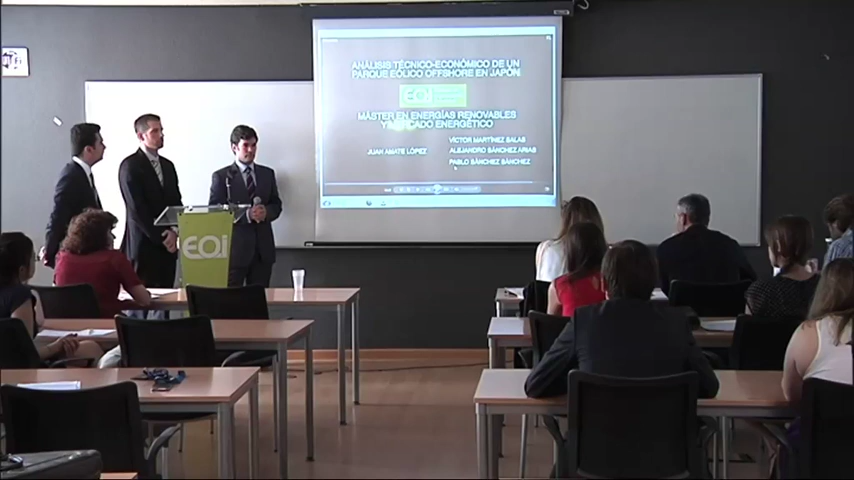 ANÁLISIS TÉCNICO-ECONÓMICO DE UN
PARQUE EÓLICO OFFSHORE EN JAPÓN
EOI
MÁSTER EN ENERGÍAS RENOVABLES
Y MERCADO ENERGÉTICO
JUAN AMATE LÓPEZ
VÍCTOR MARTÍNEZ SALAS
ALEJANDRO SÁNCHEZ ARIAS
PABLO SÁNCHEZ SÁNCHEZ
EOI